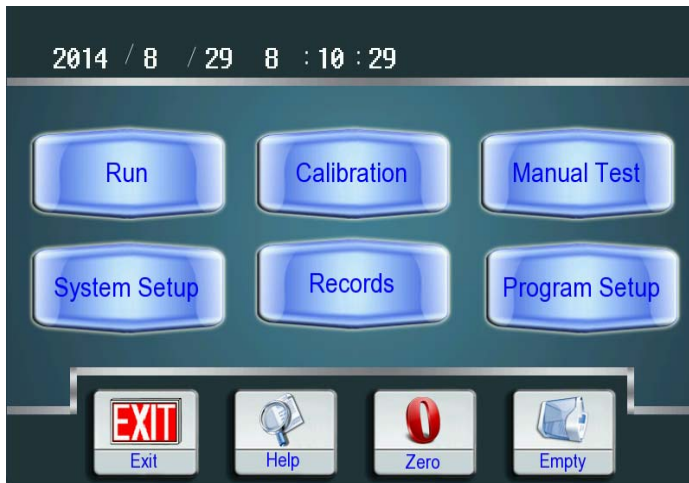 2014 / 8 / 29 8 : 10 : 29
Run Calibration Manual Test
System Setup Records Program Setup
EXIT
Exit Help Zero Empty